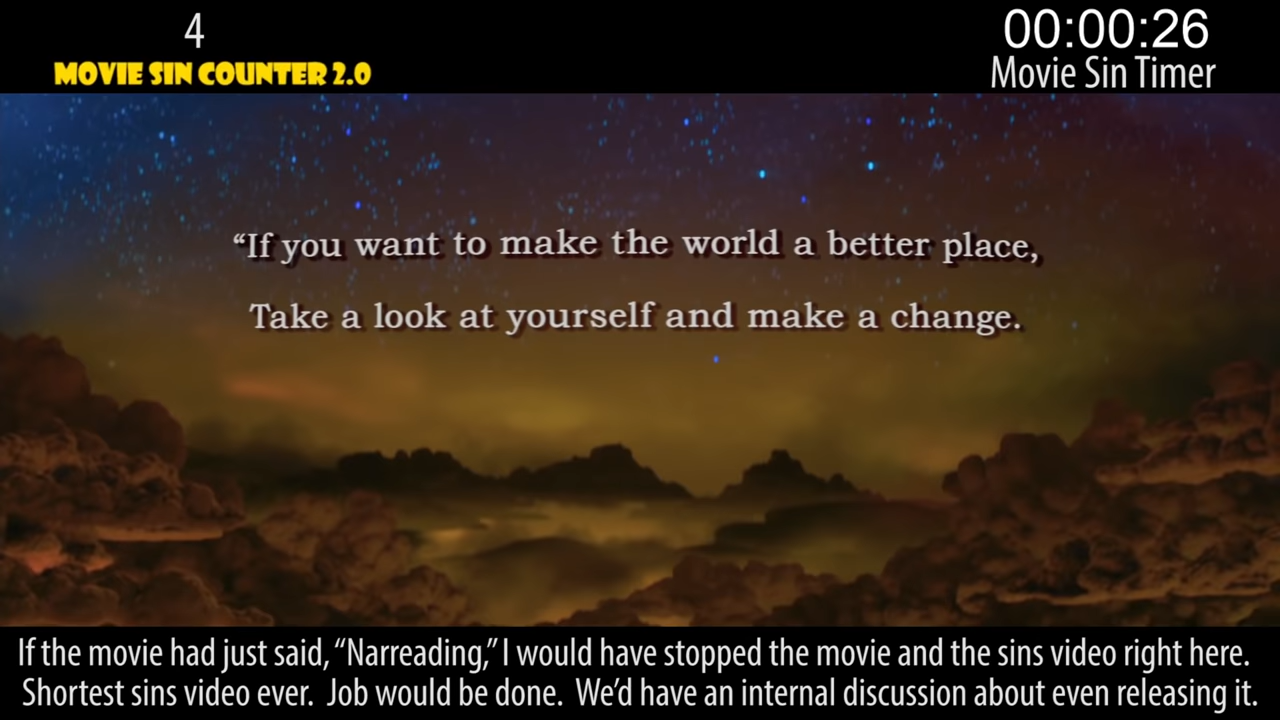 4
MOVIE SIN COUNTER 2.0
00:00:26
Movie Sin Timer
“If you want to make the world a better place,
Take a look at yourself and make a change.
If the movie had just said, “Narreading,” I would have stopped the movie and the sins video right here.
Shortest sins video ever.  Job would be done.  We’d have an internal discussion about even releasing it.